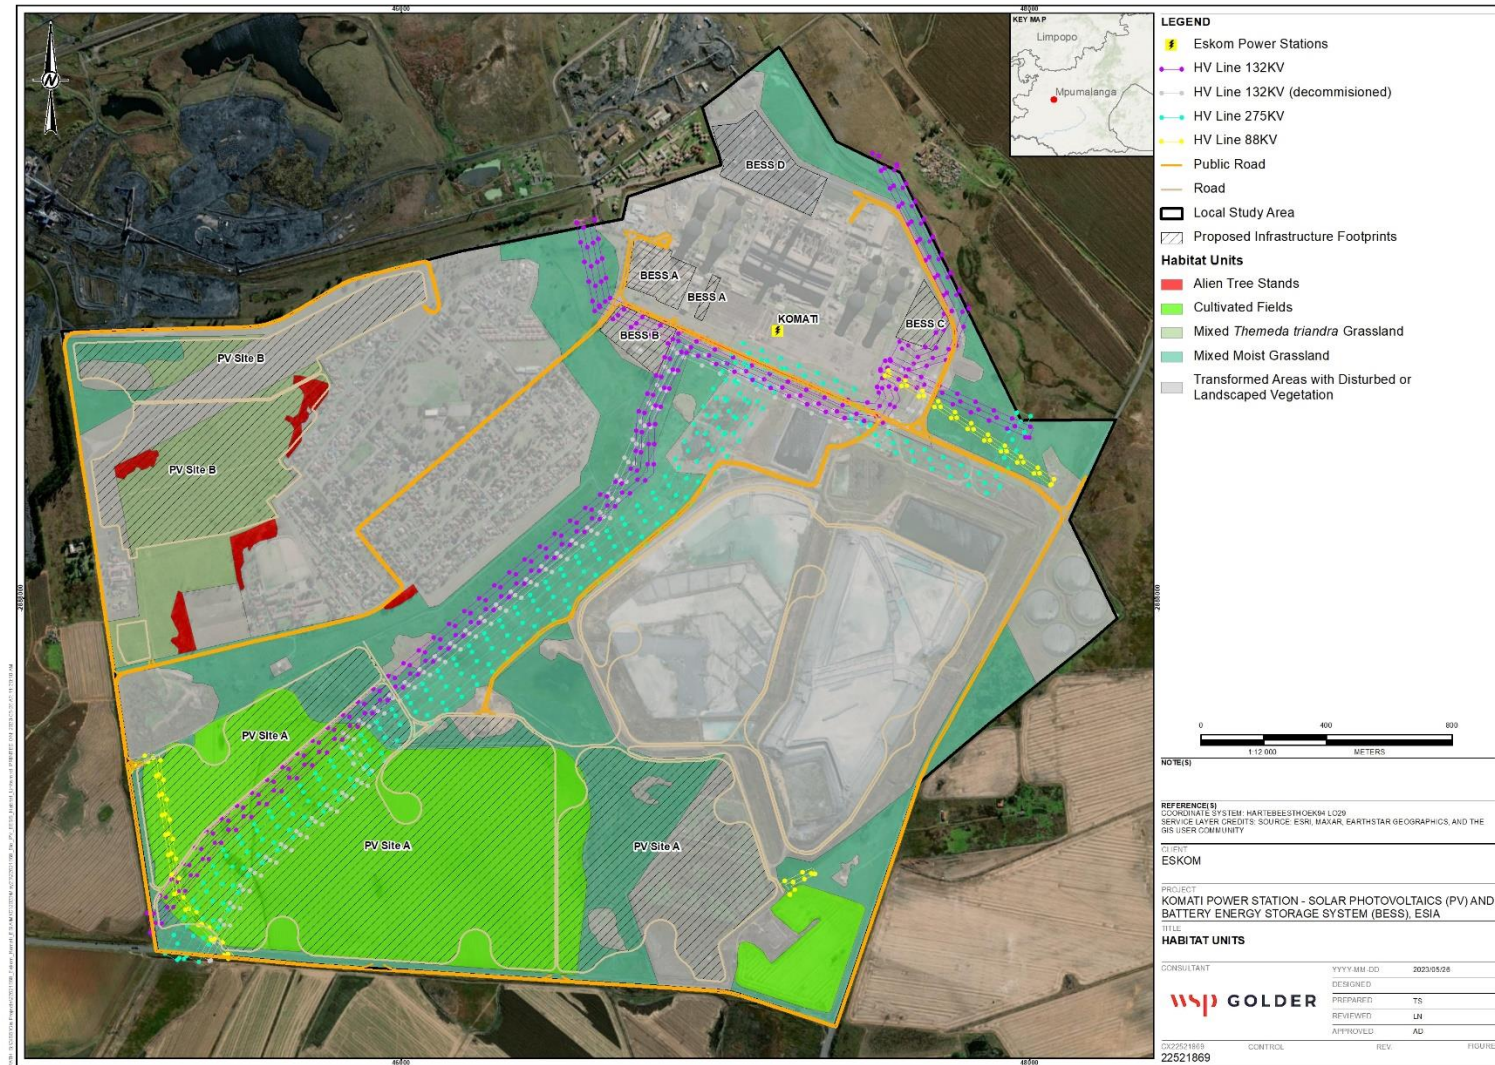 46000
48000
KEY MAP
Limpopo
Mpumalanga
N
BESS D
BESS A
BESS A
BESS B
KOMATI
BESS C
PV Site B
PV Site B
PV Site A
PV Site A
PV Site A
46000
48000
LEGEND
Eskom Power Stations
HV Line 132KV
HV Line 132KV (decommisioned)
HV Line 275KV
HV Line 88KV
Public Road
Road
Local Study Area
Proposed Infrastructure Footprints
Habitat Units
Alien Tree Stands
Cultivated Fields
Mixed Themeda triandra Grassland
Mixed Moist Grassland
Transformed Areas with Disturbed or
Landscaped Vegetation
0 400 800
1:12 000 METERS
NOTE(S)
REFERENCE(S)
COORDINATE SYSTEM: HARTEBEESTHOEK94 LO29
SERVICE LAYER CREDITS: SOURCE: ESRI, MAXAR, EARTHSTAR GEOGRAPHICS, AND THE
GIS USER COMMUNITY
CLIENT
ESKOM
PROJECT
KOMATI POWER STATION - SOLAR PHOTOVOLTAICS (PV) AND
BATTERY ENERGY STORAGE SYSTEM (BESS), ESIA
TITLE
HABITAT UNITS
CONSULTANT
wsp GOLDER
YYYY-MM-DD 2023/05/26
DESIGNED
PREPARED TS
REVIEWED LN
APPROVED AD
CX22521869 CONTROL REV. FIGURE
22521869